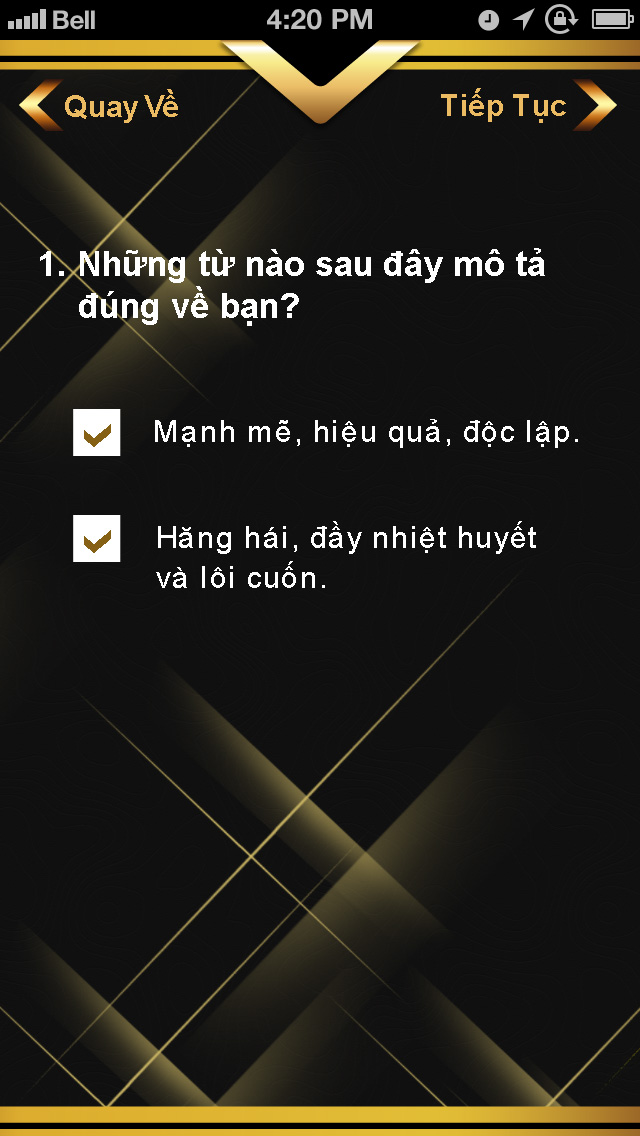 Bell 4:20 PM
Quay Về Tiếp Tục
1. Những từ nào sau đây mô tả
đúng về bạn?
Mạnh mẽ, hiệu quả, độc lập.
Hăng hái, đầy nhiệt huyết
và lôi cuốn.